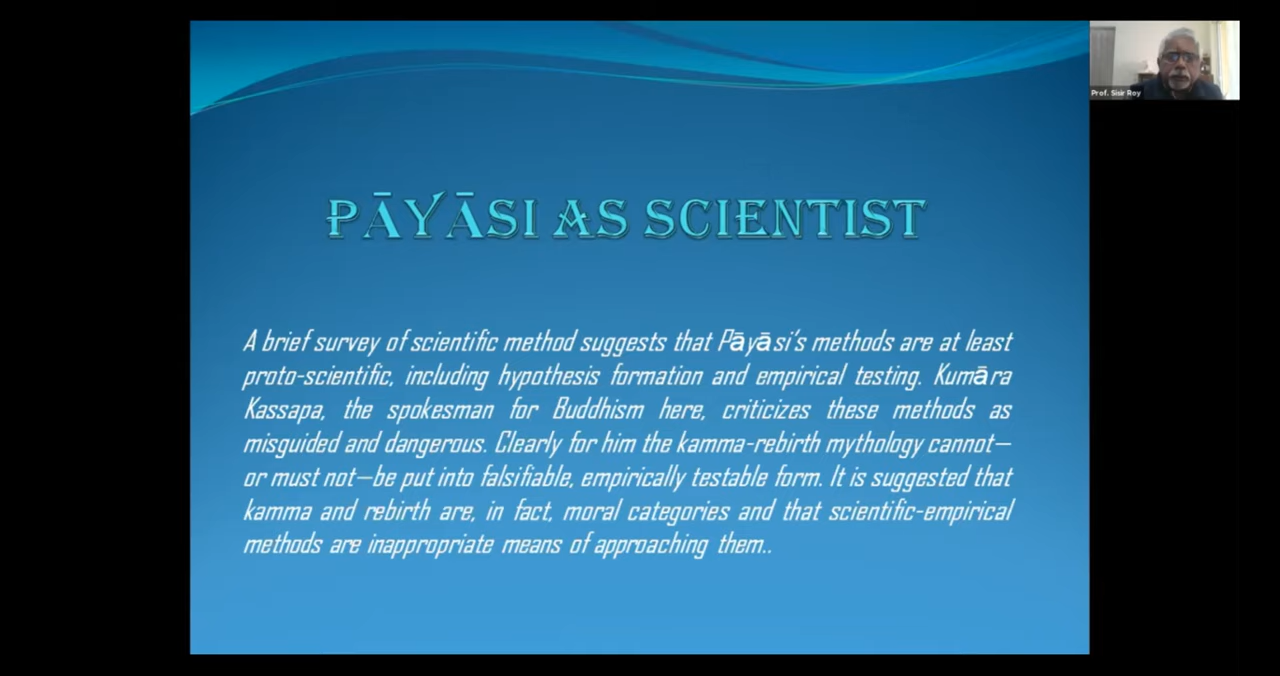 PĀYĀSI AS SCIENTIST
A brief survey of scientific method suggests that Pāyāsi's methods are at least
proto-scientific, including hypothesis formation and empirical testing. Kumāra
Kassapa, the spokesman for Buddhism here, criticizes these methods as
misguided and dangerous. Clearly for him the kamma-rebirth mythology cannot—
or must not—be put into falsifiable, empirically testable form. It is suggested that
kamma and rebirth are, in fact, moral categories and that scientific-empirical
methods are inappropriate means of approaching them..
Prof. Sisir Roy